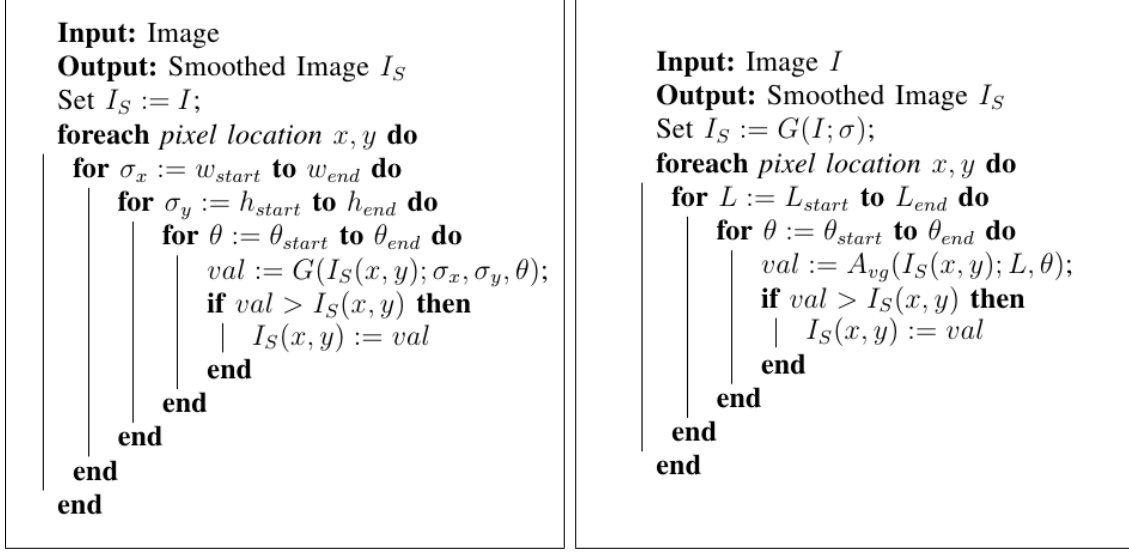 Input: Image
Output: Smoothed Image I_S
Set I_S := I;
foreach pixel location x, y do
for σ_x := w_start to w_end do
for σ_y := h_start to h_end do
for θ := θ_start to θ_end do
val := G(I_S(x, y); σ_x, σ_y, θ);
if val > I_S(x, y) then
I_S(x, y) := val
end
end
end
end
end
Input: Image I
Output: Smoothed Image I_S
Set I_S := G(I; σ);
foreach pixel location x, y do
for L := L_start to L_end do
for θ := θ_start to θ_end do
val := A_vg(I_S(x, y); L, θ);
if val > I_S(x, y) then
I_S(x, y) := val
end
end
end
end